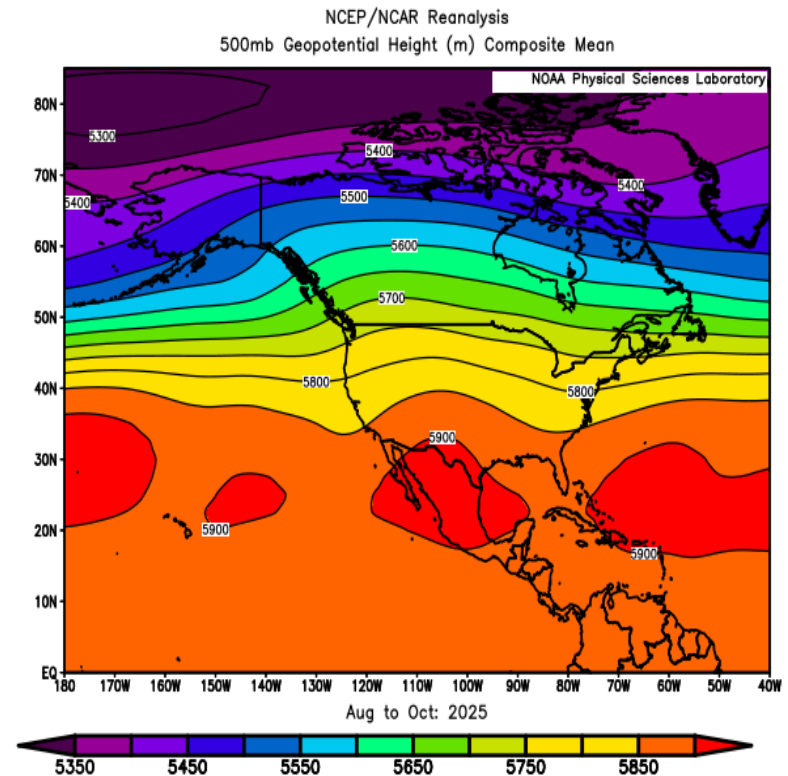 NCEP/NCAR Reanalysis
500mb Geopotential Height (m) Composite Mean
NOAA Physical Sciences Laboratory
80N
5300
5400
70N
5400
5400
5500
60N
5600
5700
50N
5800
40N
5800
5900
30N
5900
20N
5900
10N
EQ
180 170W 160W 150W 140W 130W 120W 110W 100W 90W 80W 70W 60W 50W 40W
Aug to Oct: 2025
5350 5450 5550 5650 5750 5850